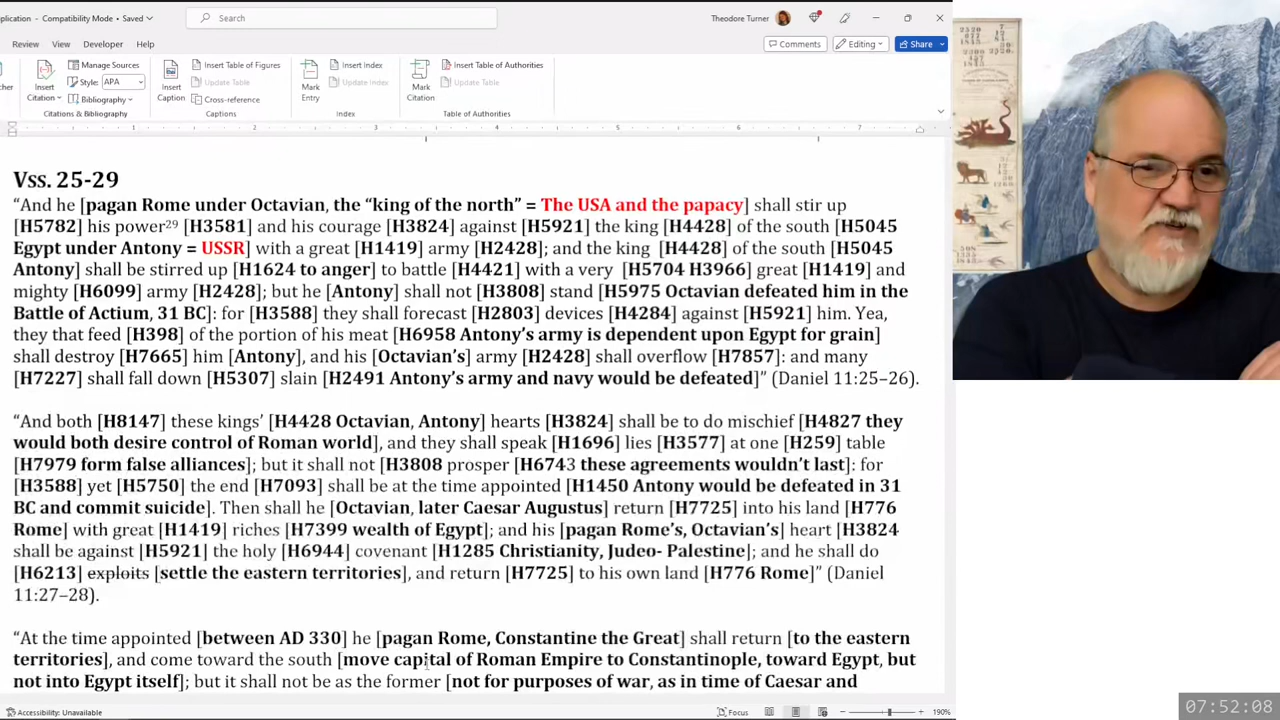 plication - Compatibility Mode • Saved
Search
Theodore Turner
Review View Developer Help
Comments
Editing
Share
Insert Citation
Manage Sources
Style: APA
Bibliography
Citations & Bibliography
Insert Caption
Insert Table of Figures
Update Table
Cross-reference
Captions
Mark Entry
Insert Index
Update Index
Index
Mark Citation
Insert Table of Authorities
Update Table
Table of Authorities
1 2 3 4 5 6 7
VSS. 25-29
“And he [pagan Rome under Octavian, the “king of the north” = The USA and the papacy] shall stir up
[H5782] his power29 [H3581] and his courage [H3824] against [H5921] the king [H4428] of the south [H5045
Egypt under Antony = USSR] with a great [H1419] army [H2428]; and the king [H4428] of the south [H5045
Antony] shall be stirred up [H1624 to anger] to battle [H4421] with a very [H5704 H3966] great [H1419] and
mighty [H6099] army [H2428]; but he [Antony] shall not [H3808] stand [H5975 Octavian defeated him in the
Battle of Actium, 31 BC]: for [H3588] they shall forecast [H2803] devices [H4284] against [H5921] him. Yea,
they that feed [H398] of the portion of his meat [H6958 Antony’s army is dependent upon Egypt for grain]
shall destroy [H7665] him [Antony], and his [Octavian’s] army [H2428] shall overflow [H7857]: and many
[H7227] shall fall down [H5307] slain [H2491 Antony’s army and navy would be defeated]” (Daniel 11:25–26).
“And both [H8147] these kings’ [H4428 Octavian, Antony] hearts [H3824] shall be to do mischief [H4827 they
would both desire control of Roman world], and they shall speak [H1696] lies [H3577] at one [H259] table
[H7979 form false alliances]; but it shall not [H3808 prosper [H6743 these agreements wouldn’t last]: for
[H3588] yet [H5750] the end [H7093] shall be at the time appointed [H1450 Antony would be defeated in 31
BC and commit suicide]. Then shall he [Octavian, later Caesar Augustus] return [H7725] into his land [H776
Rome] with great [H1419] riches [H7399 wealth of Egypt]; and his [pagan Rome’s, Octavian’s] heart [H3824
shall be against [H5921] the holy [H6944] covenant [H1285 Christianity, Judeo- Palestine]; and he shall do
[H6213] exploits [settle the eastern territories], and return [H7725] to his own land [H776 Rome]” (Daniel
11:27–28).
“At the time appointed [between AD 330] he [pagan Rome, Constantine the Great] shall return [to the eastern
territories], and come toward the south [move capital of Roman Empire to Constantinople, toward Egypt, but
not into Egypt itself]; but it shall not be as the former [not for purposes of war, as in time of Caesar and
Accessibility: Unavailable
Focus
190%
07:52:08